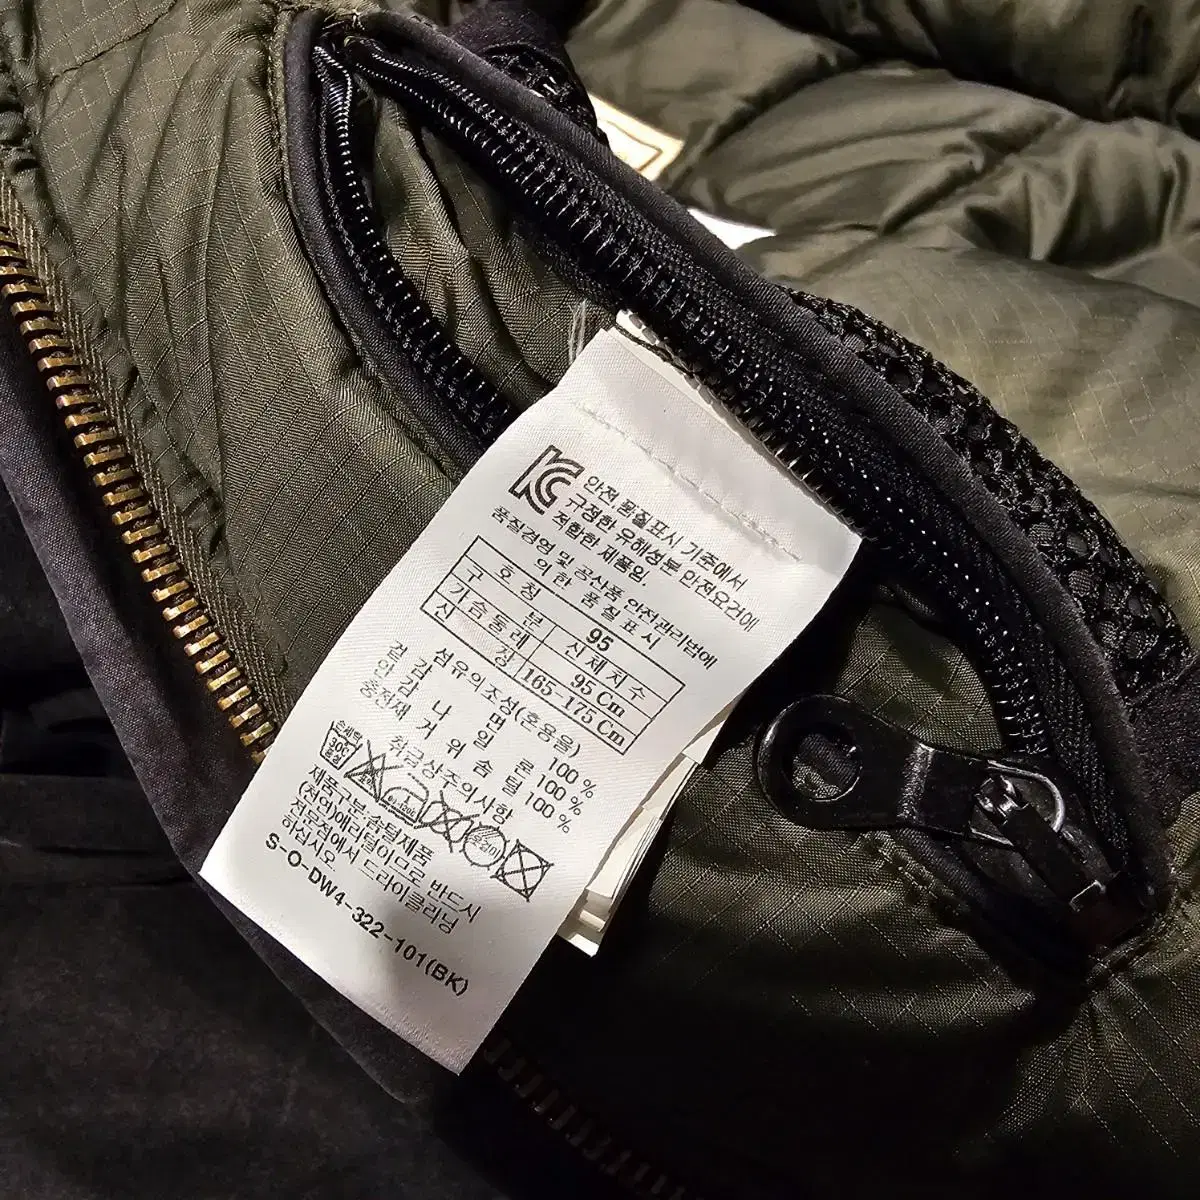 KC 안전.품질표시 기준에서
규정한 유해성분 안전요건에
적합한 제품임.
품질경영 및 공산품 안전관리법에
의한 품질표시
구 분 신체치수
호칭 95
가슴둘레 95 Cm
신 장 165-175 Cm
섬유의조성(혼용율)
겉 감 면 100 %
안 감 나 일 론 100 %
충전재 거 위 솜 털 100 %
취급상주의사항
손세탁
30℃
중성
제품구분:솜털제품
(천연)애리털이므로 반드시
전문점에서 드라이클리닝
하십시오
S-O-DW4-322-101(BK)